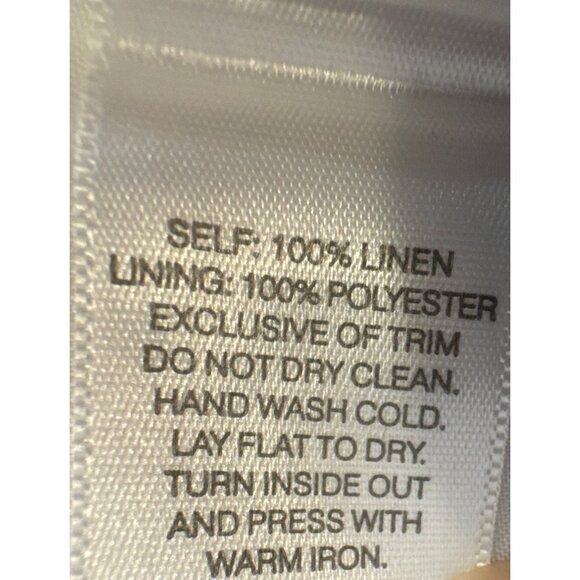 SELF: 100% LINEN
LINING: 100% POLYESTER
EXCLUSIVE OF TRIM
DO NOT DRY CLEAN.
HAND WASH COLD.
LAY FLAT TO DRY.
TURN INSIDE OUT
AND PRESS WITH
WARM IRON.